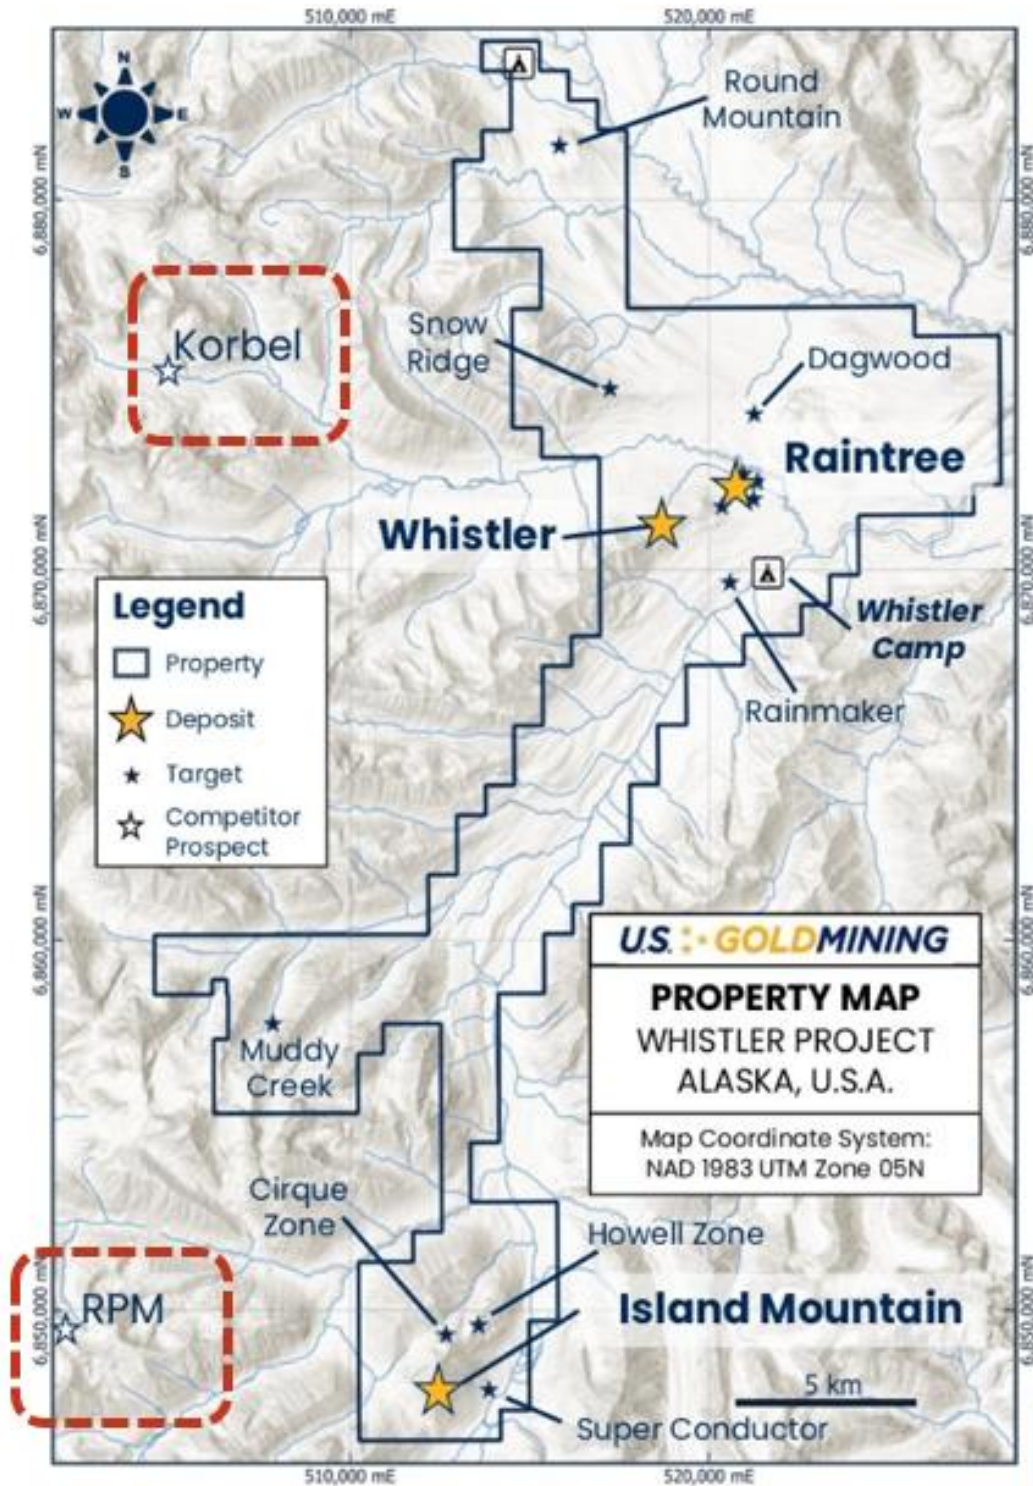 510,000 mE
520,000 mE
N
W
E
S
Round
Mountain
6,880,000 mN
6,880,000 mN
Korbel
Snow
Ridge
Dagwood
Raintree
Whistler
6,870,000 mN
6,870,000 mN
Legend
Property
Deposit
Target
Competitor
Prospect
Whistler
Camp
Rainmaker
6,860,000 mN
6,860,000 mN
U.S. GOLDMINING
PROPERTY MAP
WHISTLER PROJECT
ALASKA, U.S.A.
Map Coordinate System:
NAD 1983 UTM Zone 05N
Muddy
Creek
Cirque
Zone
Howell Zone
6,850,000 mN
6,850,000 mN
RPM
Island Mountain
5 km
Super Conductor
510,000 mE
520,000 mE